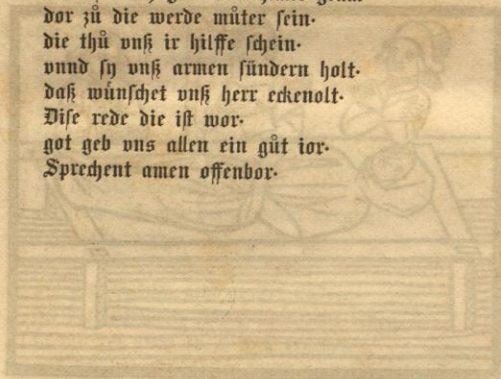 dor zů die werde můter sein·
die thů vnß ir hilffe schein·
vnnd sy vnß armen sündern holt·
daß wünschet vnß herr eckenolt·
Dise rede die ist wor·
got geb vns allen ein gůt ior·
Sprechent amen offenbor·